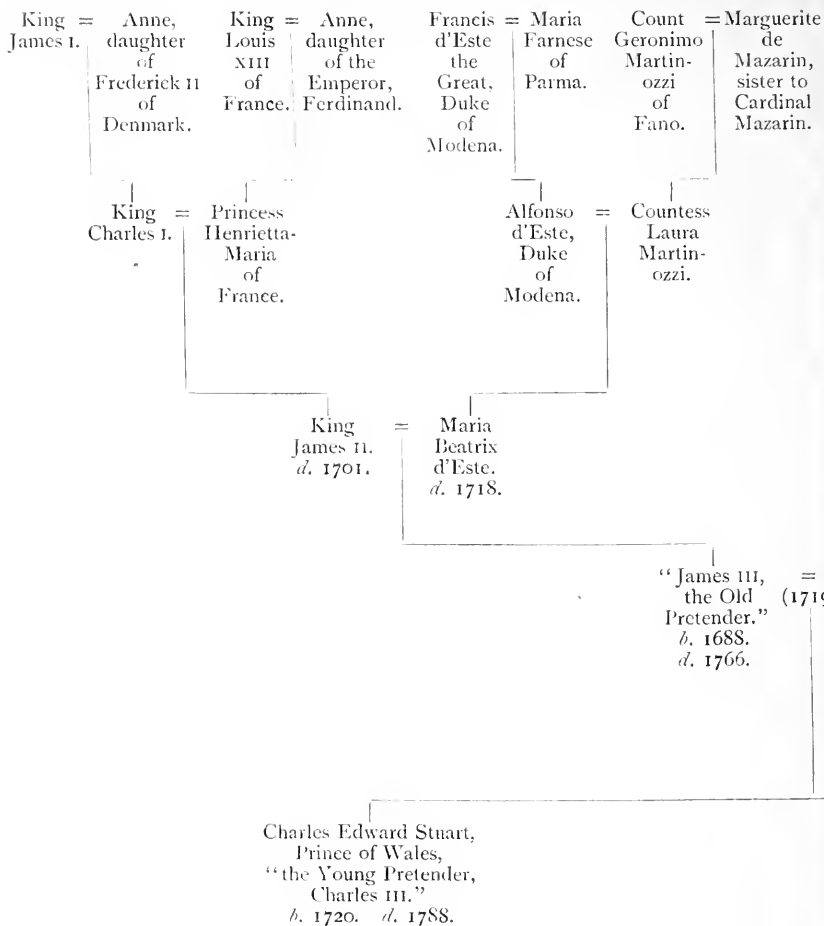 King = Anne, King = Anne, Francis = Maria Count = Marguerite
James I. daughter Louis daughter d'Este Farnese Geronimo de
of XIII of the the of Martin- Mazarin,
Frederick II of Emperor, Great, Parma. ozzi sister to
of France. Ferdinand. Duke of Cardinal
Denmark. of Fano. Mazarin.
Modena.
King = Princess Alfonso = Countess
Charles I. Henrietta- d'Este, Laura
Maria Duke Martin-
of of ozzi.
France. Modena.
King = Maria
James II. Beatrix
d. 1701. d'Este.
d. 1718.
"James III, =
the Old (1719
Pretender."
b. 1688.
d. 1766.
Charles Edward Stuart,
Prince of Wales,
"the Young Pretender,
Charles III."
b. 1720. d. 1788.